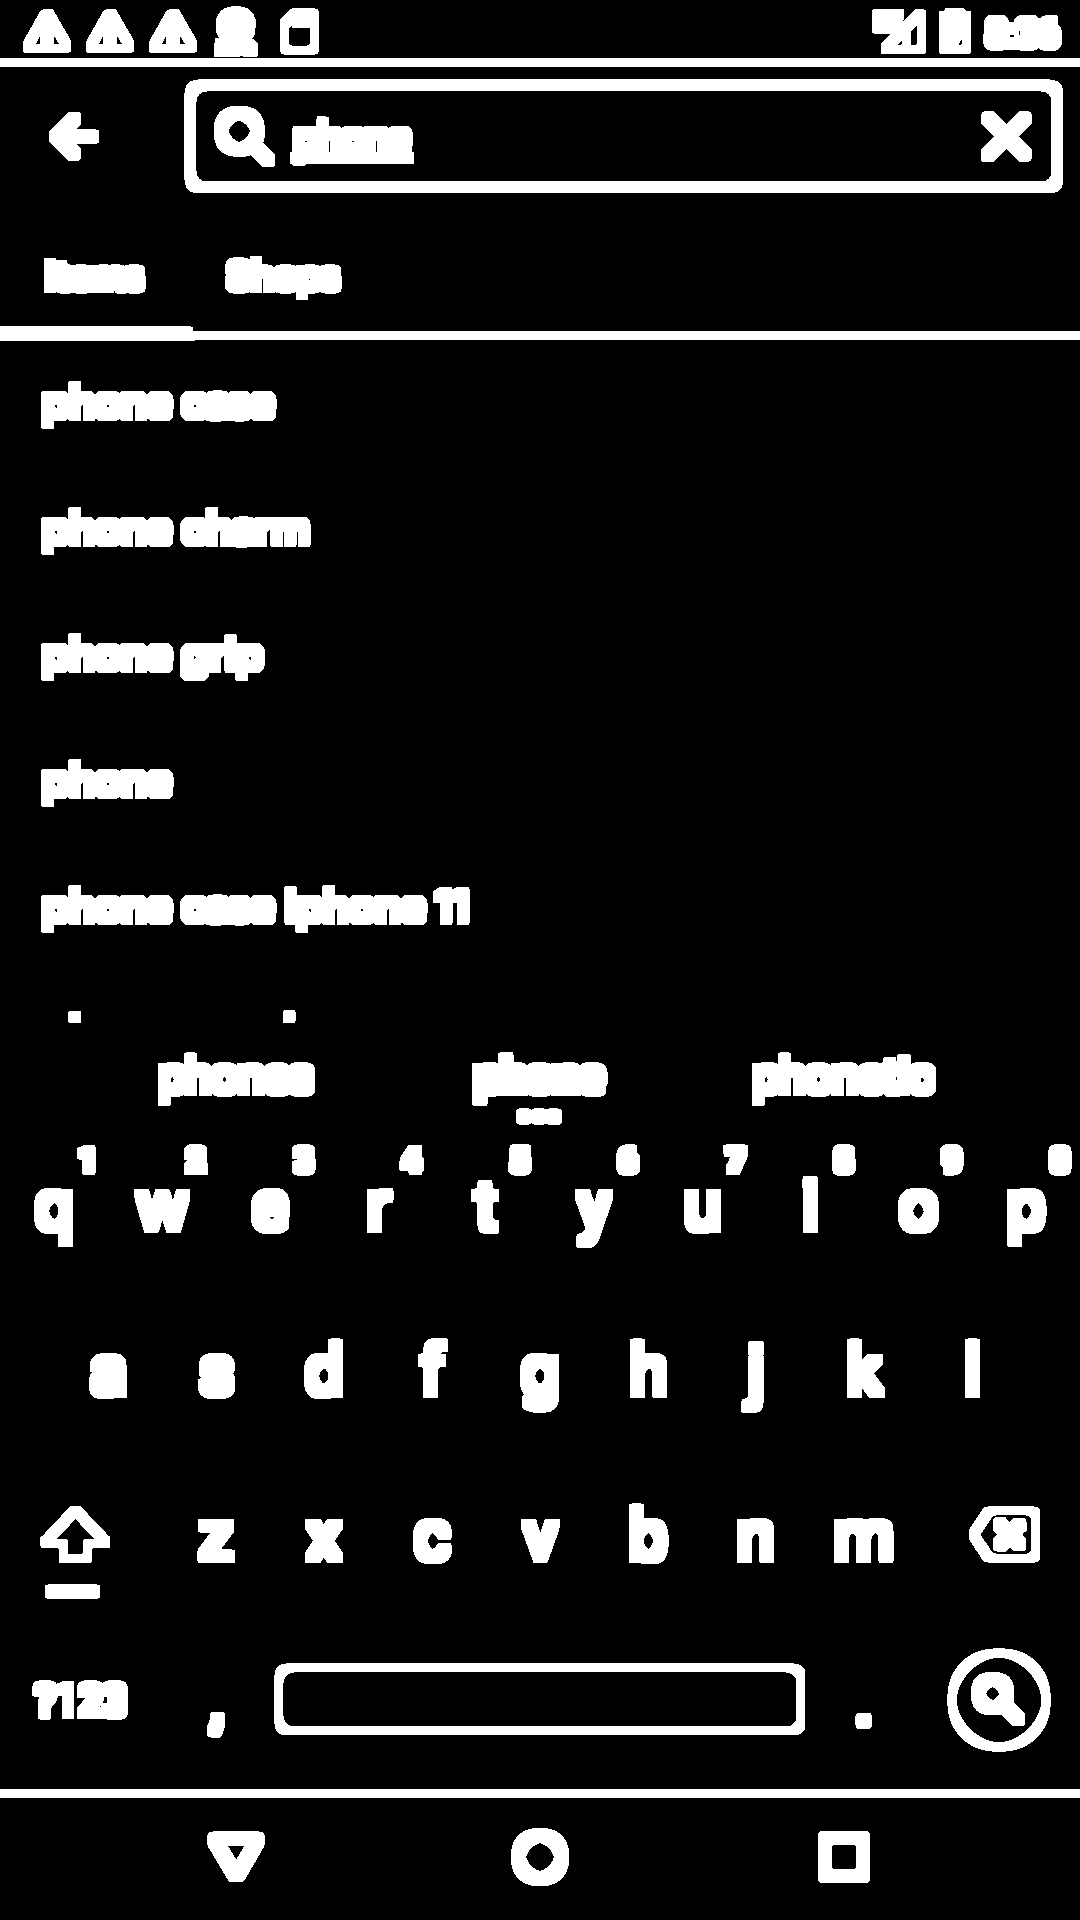 phone
Items Shops
phone case
phone charm
phone grip
phone
phone case iphone 11
phones phone phonetic
1 2 3 4 5 6 7 8 9 0
q w e r t y u i o p
a s d f g h j k l
z x c v b n m
?123 , .